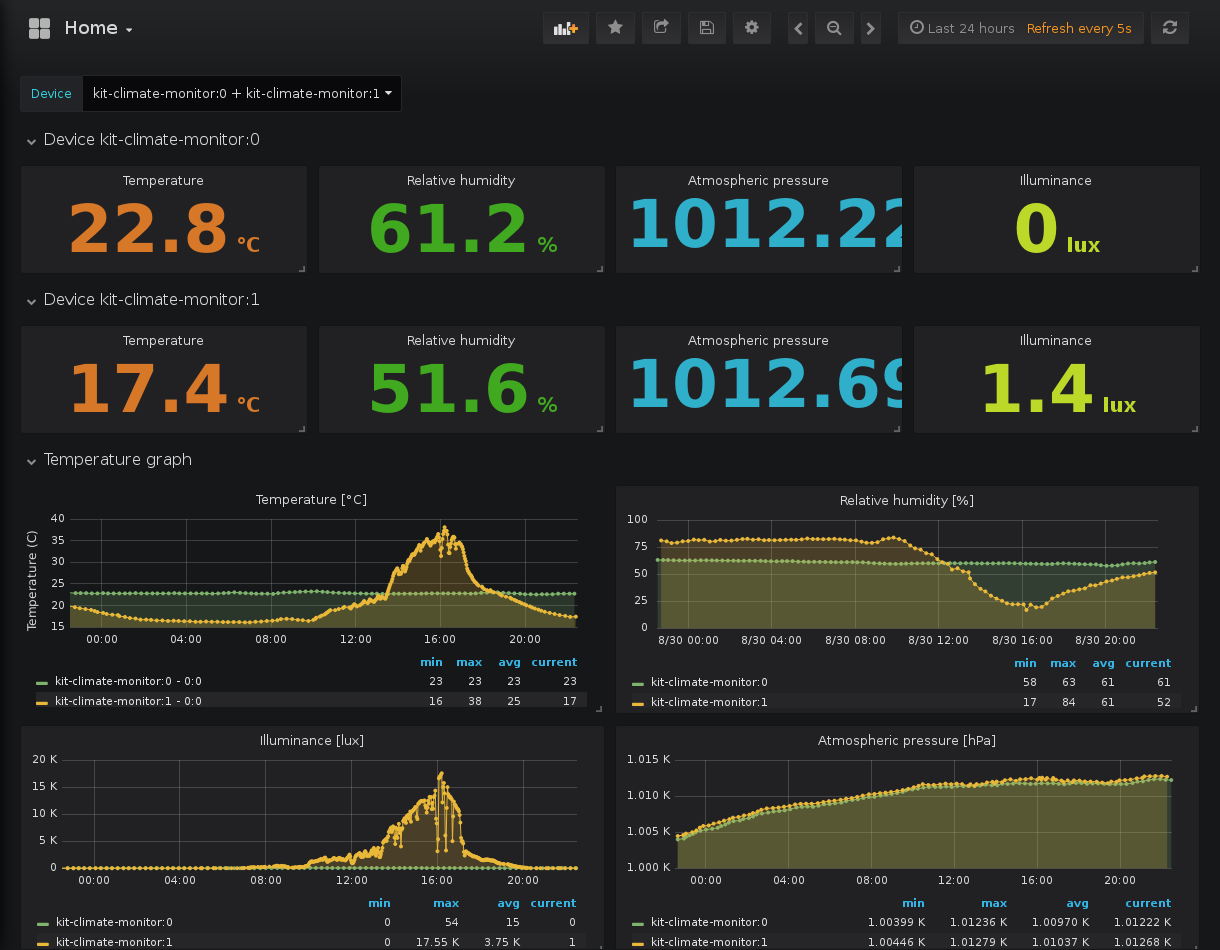 Home
Last 24 hours Refresh every 5s
Device kit-climate-monitor:0 + kit-climate-monitor:1
Device kit-climate-monitor:0
Temperature Relative humidity Atmospheric pressure Illuminance
22.8 °C 61.2 % 1012.22 0 lux
Device kit-climate-monitor:1
Temperature Relative humidity Atmospheric pressure Illuminance
17.4 °C 51.6 % 1012.69 1.4 lux
Temperature graph
Temperature [°C]
Temperature (C)
40
35
30
25
20
15
00:00 04:00 08:00 12:00 16:00 20:00
min max avg current
kit-climate-monitor:0 - 0:0 23 23 23 23
kit-climate-monitor:1 - 0:0 16 38 25 17
Relative humidity [%]
100
75
50
25
0
8/30 00:00 8/30 04:00 8/30 08:00 8/30 12:00 8/30 16:00 8/30 20:00
min max avg current
kit-climate-monitor:0 58 63 61 61
kit-climate-monitor:1 17 84 61 52
Illuminance [lux]
20 K
15 K
10 K
5 K
0
00:00 04:00 08:00 12:00 16:00 20:00
min max avg current
kit-climate-monitor:0 0 54 15 0
kit-climate-monitor:1 0 17.55 K 3.75 K 1
Atmospheric pressure [hPa]
1.015 K
1.010 K
1.005 K
1.000 K
00:00 04:00 08:00 12:00 16:00 20:00
min max avg current
kit-climate-monitor:0 1.00399 K 1.01236 K 1.00970 K 1.01222 K
kit-climate-monitor:1 1.00446 K 1.01279 K 1.01037 K 1.01268 K